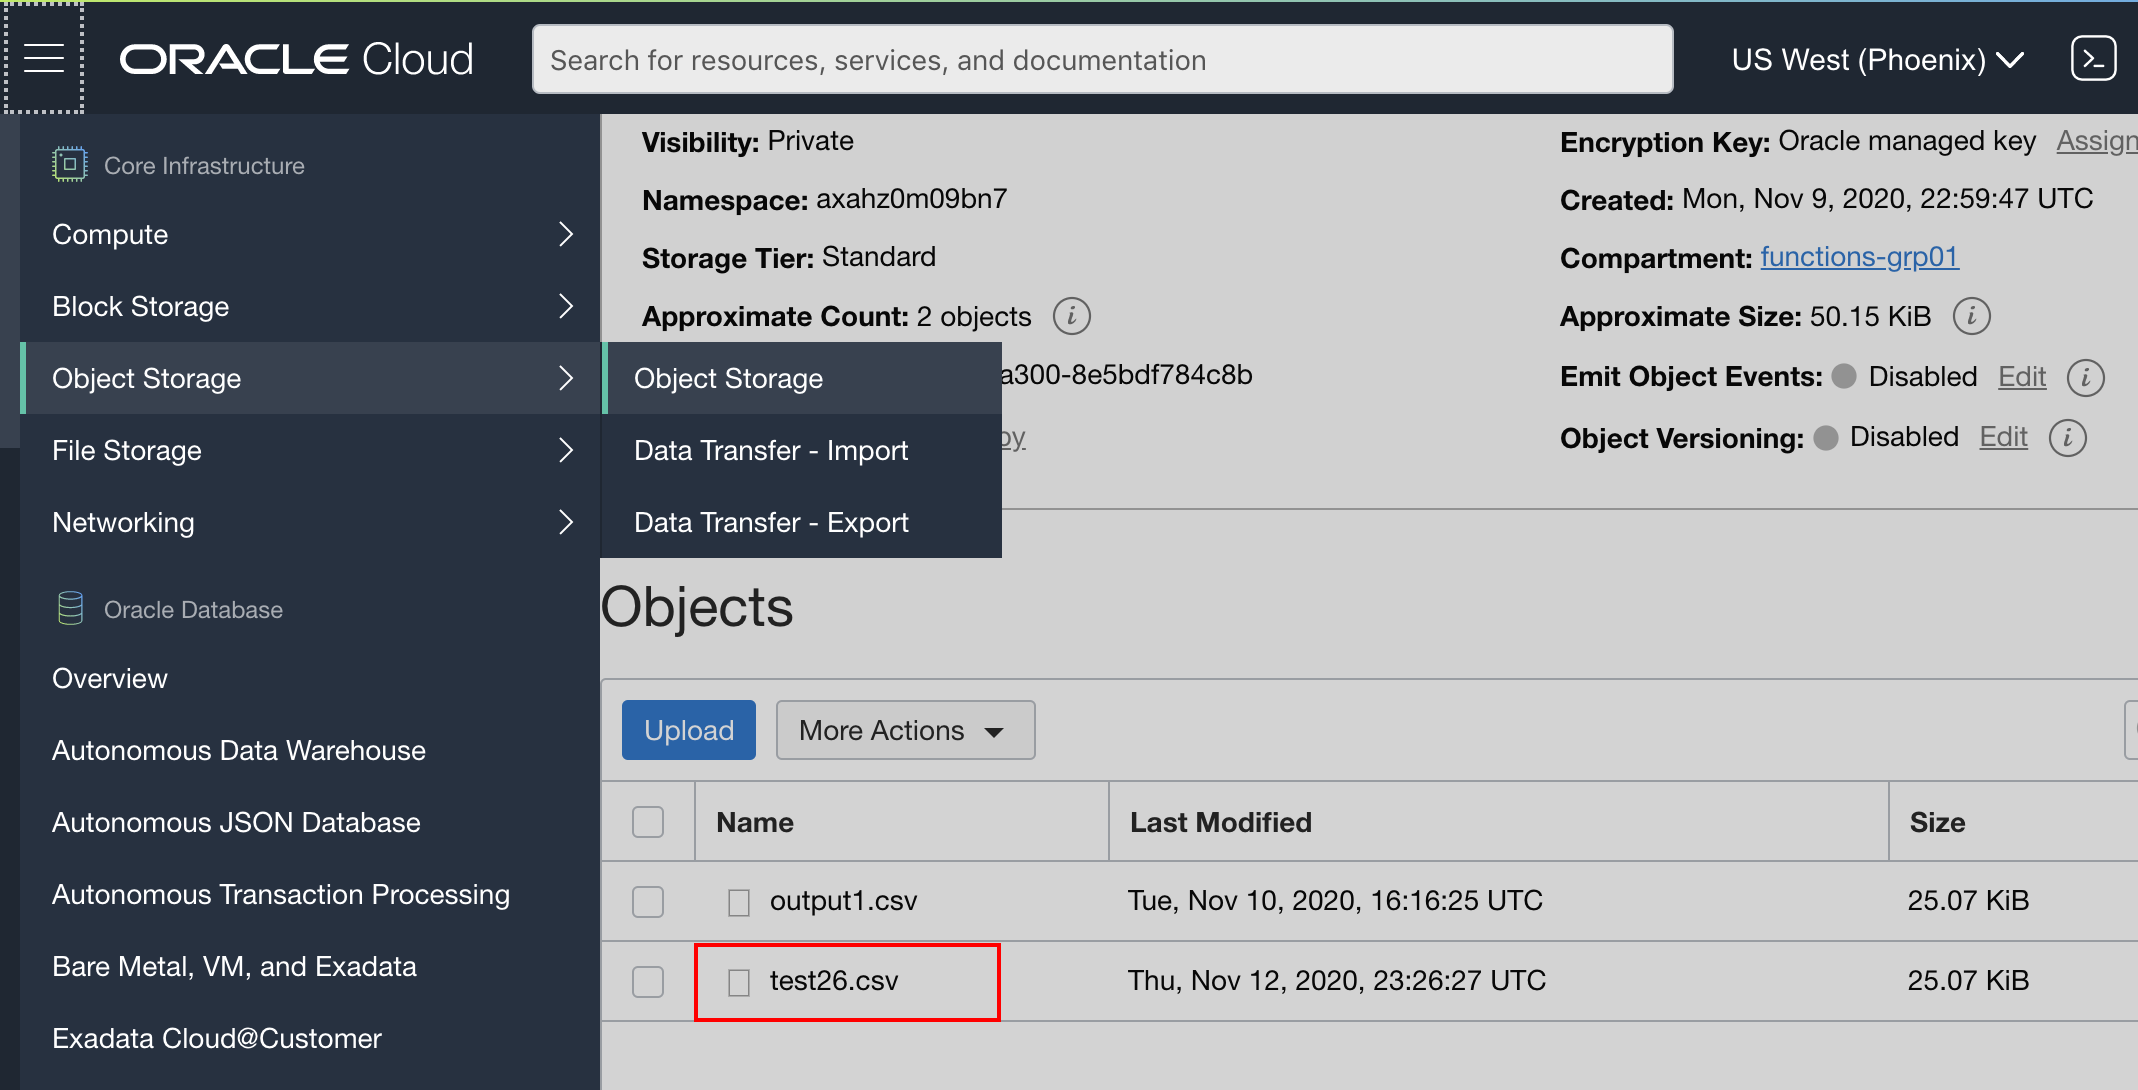 ORACLE Cloud
Search for resources, services, and documentation
US West (Phoenix)
Core Infrastructure
Compute
Block Storage
Object Storage
File Storage
Networking
Oracle Database
Overview
Autonomous Data Warehouse
Autonomous JSON Database
Autonomous Transaction Processing
Bare Metal, VM, and Exadata
Exadata Cloud@Customer
Object Storage
Data Transfer - Import
Data Transfer - Export
Visibility: Private
Namespace: axahz0m09bn7
Storage Tier: Standard
Approximate Count: 2 objects
a300-8e5bdf784c8b
Encryption Key: Oracle managed key Assign
Created: Mon, Nov 9, 2020, 22:59:47 UTC
Compartment: functions-grp01
Approximate Size: 50.15 KiB
Emit Object Events: Disabled Edit
Object Versioning: Disabled Edit
Objects
Upload
More Actions
Name Last Modified Size
output1.csv Tue, Nov 10, 2020, 16:16:25 UTC 25.07 KiB
test26.csv Thu, Nov 12, 2020, 23:26:27 UTC 25.07 KiB